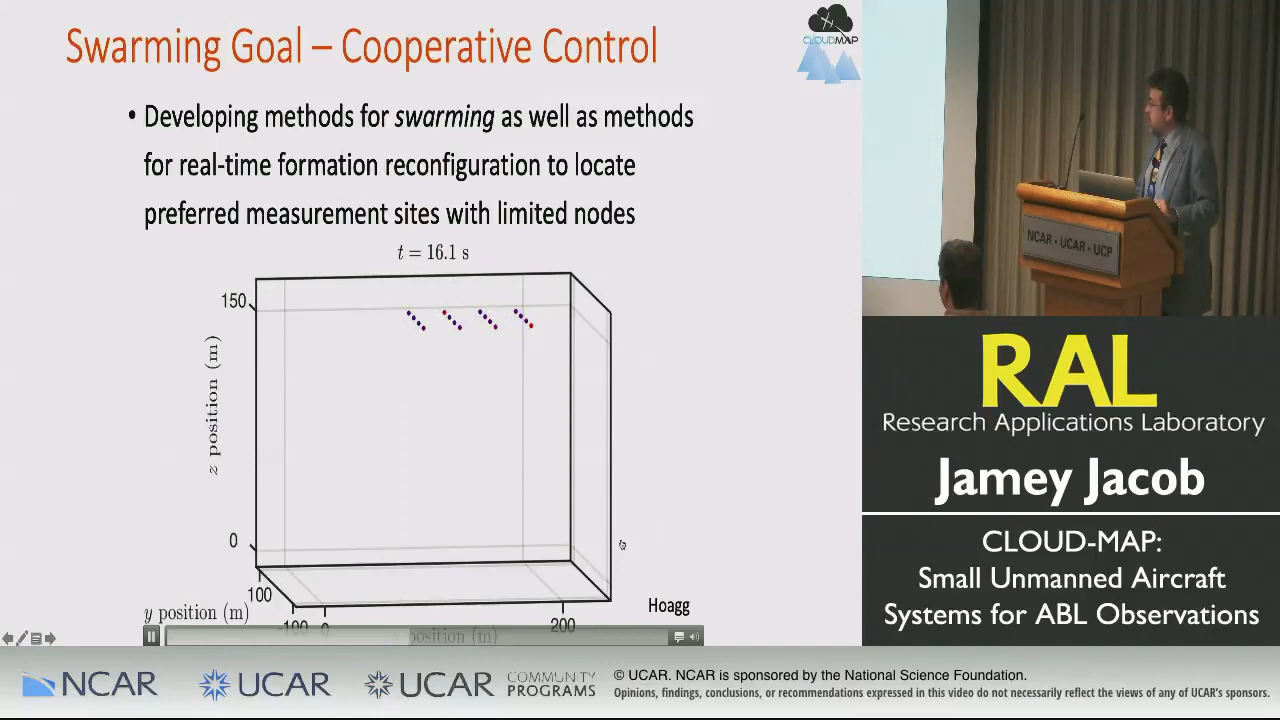 Swarming Goal – Cooperative Control
CLOUDMAP
• Developing methods for swarming as well as methods
for real-time formation reconfiguration to locate
preferred measurement sites with limited nodes
t = 16.1 s
150
z position (m)
0
100
y position (m)
-100
0
position (m)
200
Hoagg
NCAR • UCAR • UCP
RAL
Research Applications Laboratory
Jamey Jacob
CLOUD-MAP:
Small Unmanned Aircraft
Systems for ABL Observations
NCAR
UCAR
UCAR
COMMUNITY
PROGRAMS
© UCAR. NCAR is sponsored by the National Science Foundation.
Opinions, findings, conclusions, or recommendations expressed in this video do not necessarily reflect the views of any of UCAR's sponsors.